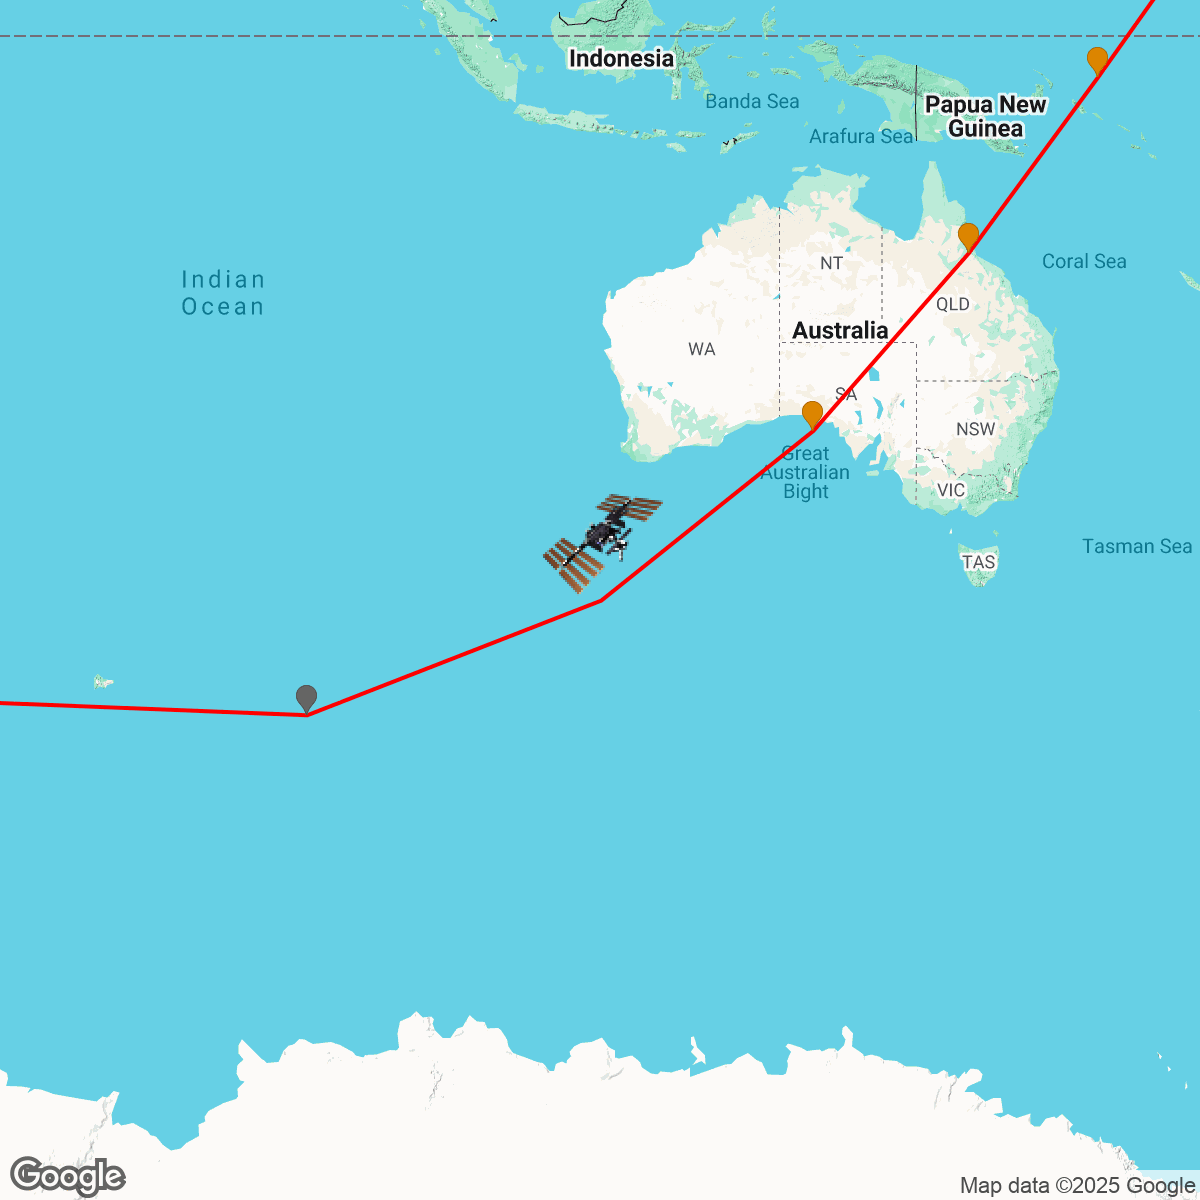 Indonesia
Banda Sea
Papua New
Guinea
Arafura Sea
Indian
Ocean
NT
Coral Sea
QLD
Australia
WA
SA
NSW
Great
Australian
Bight
VIC
Tasman Sea
TAS
Google
Map data ©2025 Google